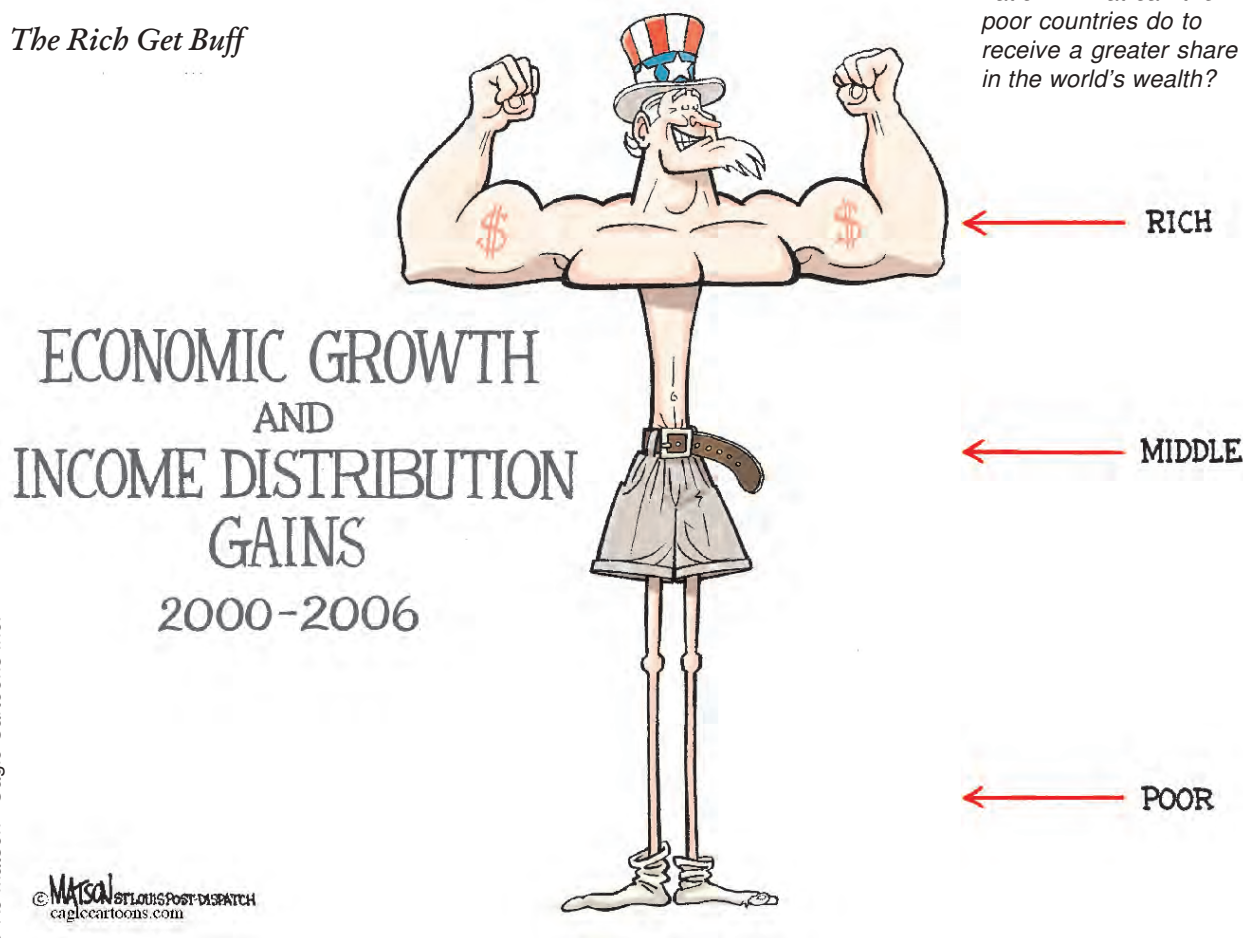 The Rich Get Buff
poor countries do to
receive a greater share
in the world's wealth?
$ $
RICH
ECONOMIC GROWTH
AND
INCOME DISTRIBUTION
GAINS
2000-2006
MIDDLE
POOR
© MATSON ST. LOUIS POST-DISPATCH
caglecartoons.com